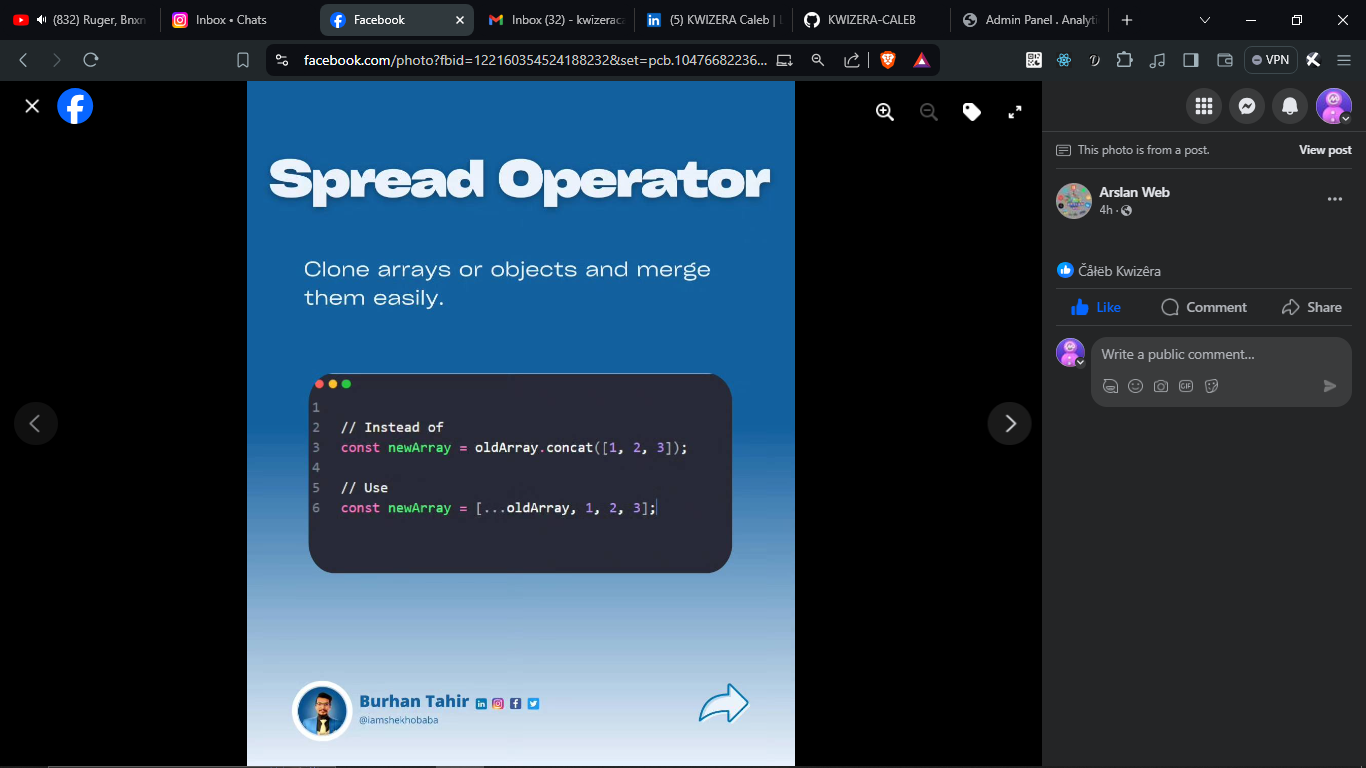 (832) Ruger, Bnxn
Inbox • Chats
Facebook
Inbox (32) - kwizerac
(5) KWIZERA Caleb |
KWIZERA-CALEB
Admin Panel . Analyti
facebook.com/photo?fbid=122160354524188232&set=pcb.10476682236...
VPN
Spread Operator
Clone arrays or objects and merge
them easily.
1
2 // Instead of
3 const newArray = oldArray.concat([1, 2, 3]);
4
5 // Use
6 const newArray = [...oldArray, 1, 2, 3];
Burhan Tahir
@iamshekhobaba
This photo is from a post.
View post
Arslan Web
4h ·
Čåłëb Kwizêra
Like
Comment
Share
Write a public comment...
GIF